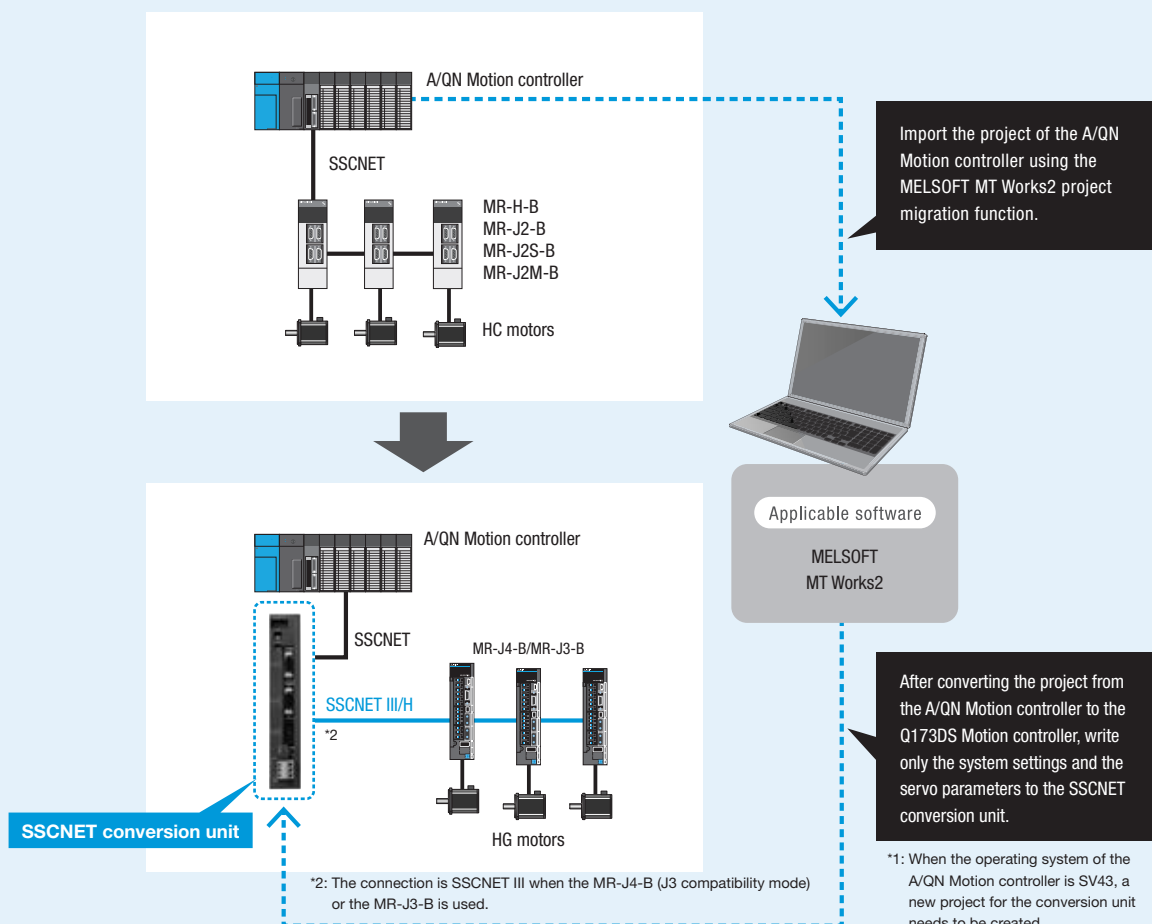 A/QN Motion controller
SSCNET
MR-H-B
MR-J2-B
MR-J2S-B
MR-J2M-B
HC motors
Import the project of the A/QN
Motion controller using the
MELSOFT MT Works2 project
migration function.
Applicable software
MELSOFT
MT Works2
A/QN Motion controller
SSCNET
MR-J4-B/MR-J3-B
SSCNET III/H
*2
HG motors
SSCNET conversion unit
After converting the project from
the A/QN Motion controller to the
Q173DS Motion controller, write
only the system settings and the
servo parameters to the SSCNET
conversion unit.
*1: When the operating system of the
A/QN Motion controller is SV43, a
new project for the conversion unit
needs to be created.
*2: The connection is SSCNET III when the MR-J4-B (J3 compatibility mode)
or the MR-J3-B is used.